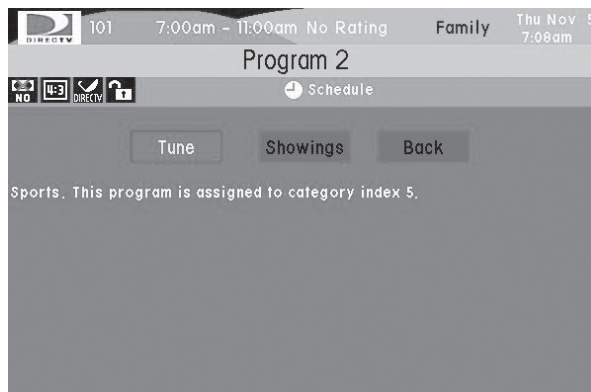 DIRECTV 101 7:00am - 11:00am No Rating Family Thu Nov 5
7:08am
Program 2
NO 4:3 DIRECTV Schedule
Tune Showings Back
Sports. This program is assigned to category index 5.